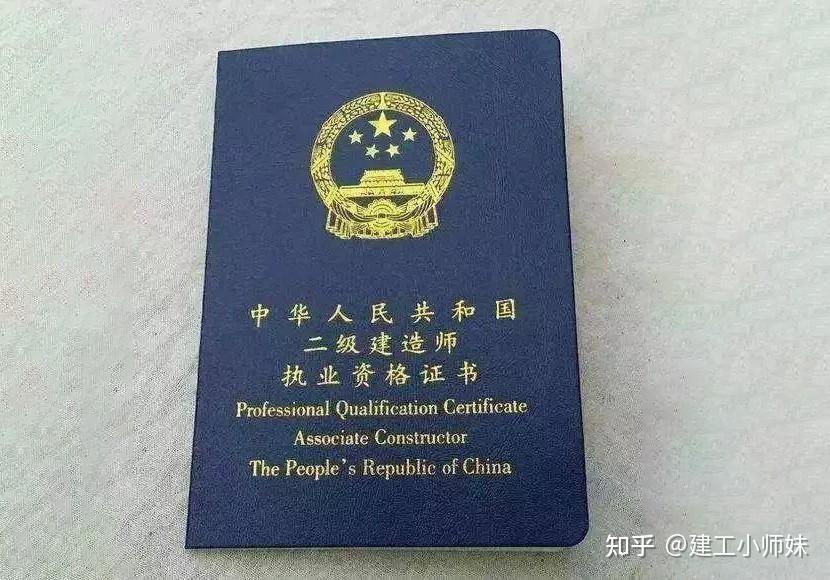 中华人民共和国
二级建造师
执业资格证书
Professional Qualification Certificate
Associate Constructor
The People's Republic of China
知乎 @建工小师妹